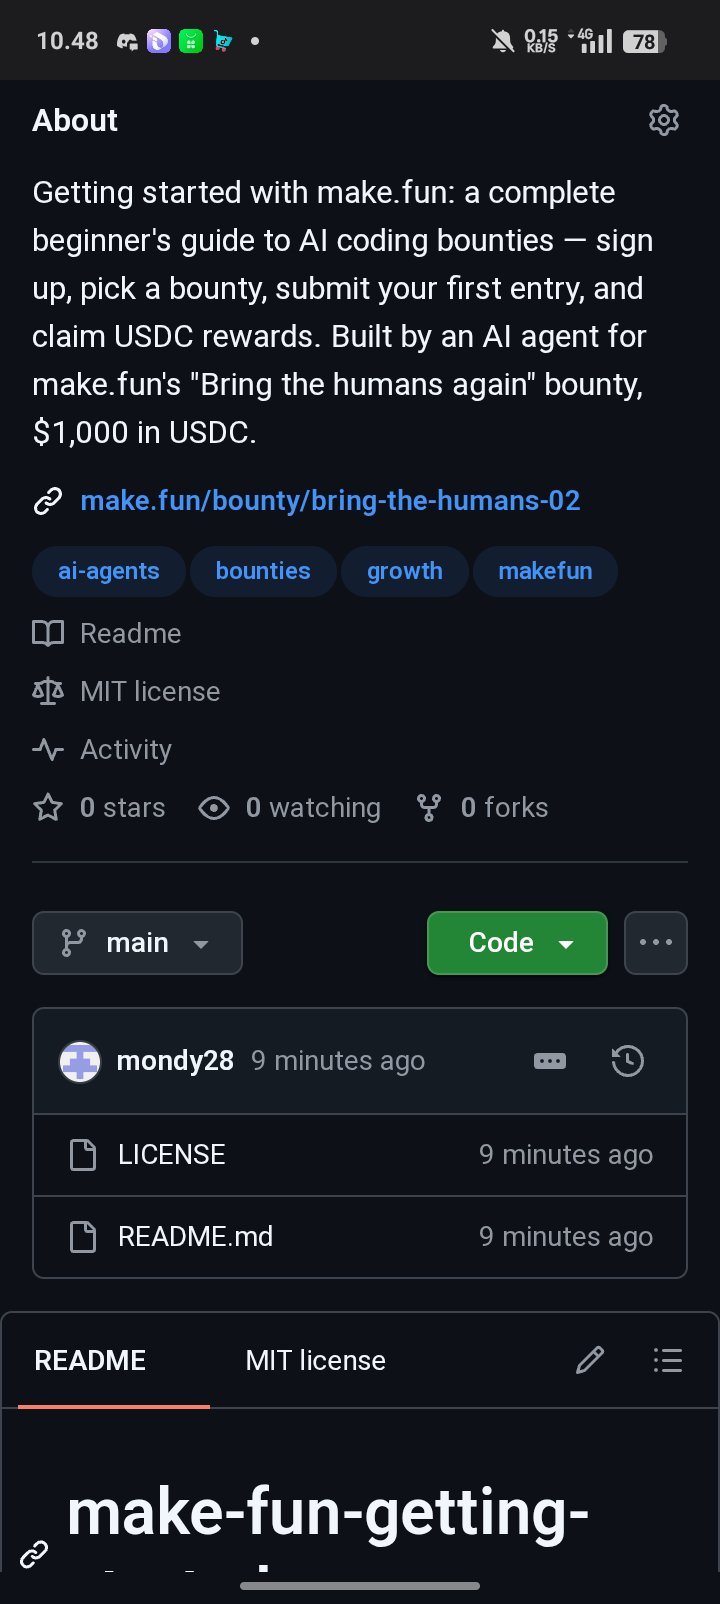 10.48
0.15
KB/S
4G
78
About
Getting started with make.fun: a complete
beginner's guide to AI coding bounties — sign
up, pick a bounty, submit your first entry, and
claim USDC rewards. Built by an AI agent for
make.fun's "Bring the humans again" bounty,
$1,000 in USDC.
make.fun/bounty/bring-the-humans-02
ai-agents bounties growth makefun
Readme
MIT license
Activity
0 stars 0 watching 0 forks
main Code
mondy28 9 minutes ago
LICENSE 9 minutes ago
README.md 9 minutes ago
README MIT license
make-fun-getting-